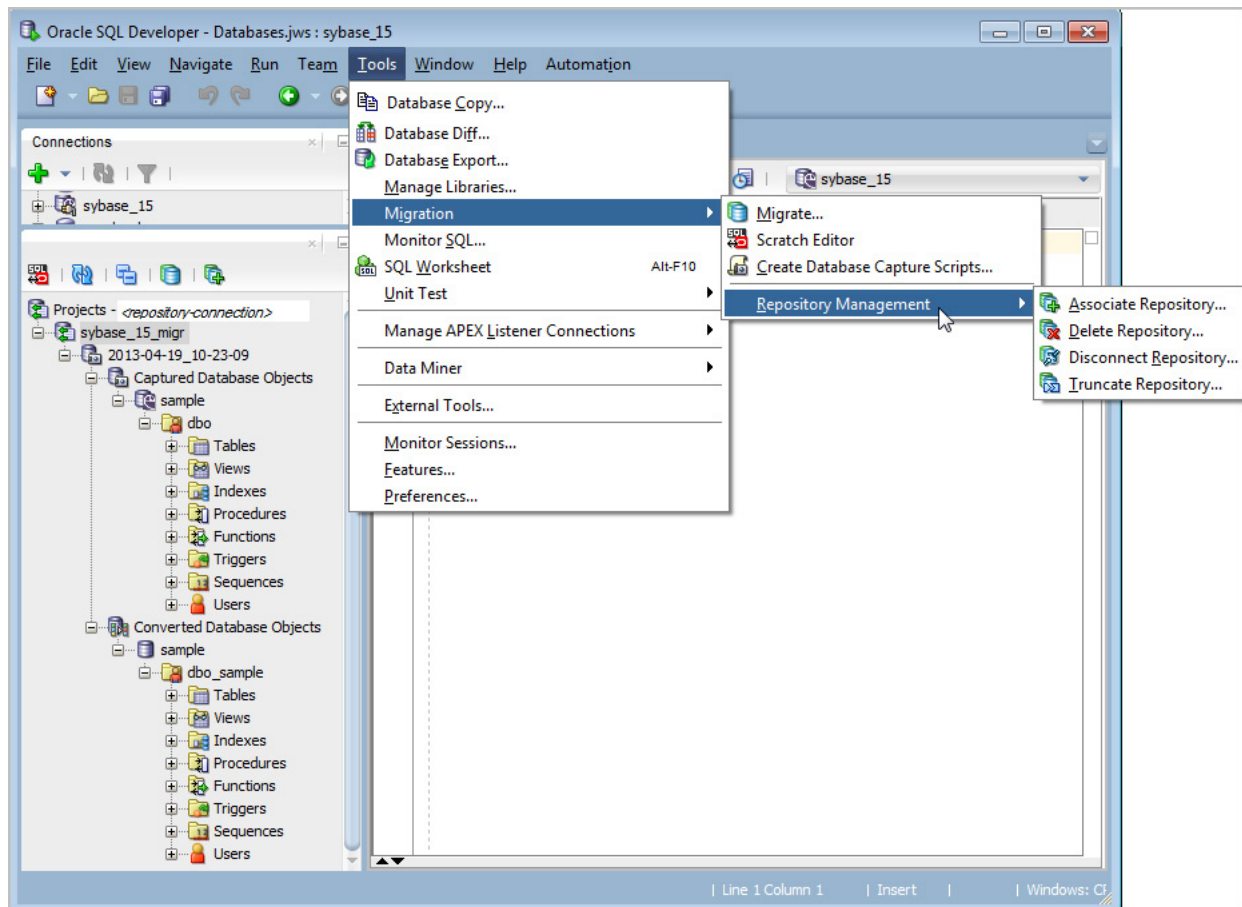 Oracle SQL Developer - Databases.jws : sybase_15
File Edit View Navigate Run Team Tools Window Help Automation
Connections
sybase_15
Projects - <repository-connection>
sybase_15_migr
2013-04-19_10-23-09
Captured Database Objects
sample
dbo
Tables
Views
Indexes
Procedures
Functions
Triggers
Sequences
Users
Converted Database Objects
sample
dbo_sample
Tables
Views
Indexes
Procedures
Functions
Triggers
Sequences
Users
Database Copy...
Database Diff...
Database Export...
Manage Libraries...
Migration
Monitor SQL...
SQL Worksheet Alt-F10
Unit Test
Manage APEX Listener Connections
Data Miner
External Tools...
Monitor Sessions...
Features...
Preferences...
sybase_15
Migrate...
Scratch Editor
Create Database Capture Scripts...
Repository Management
Associate Repository...
Delete Repository...
Disconnect Repository...
Truncate Repository...
| Line 1 Column 1 | Insert | | Windows: